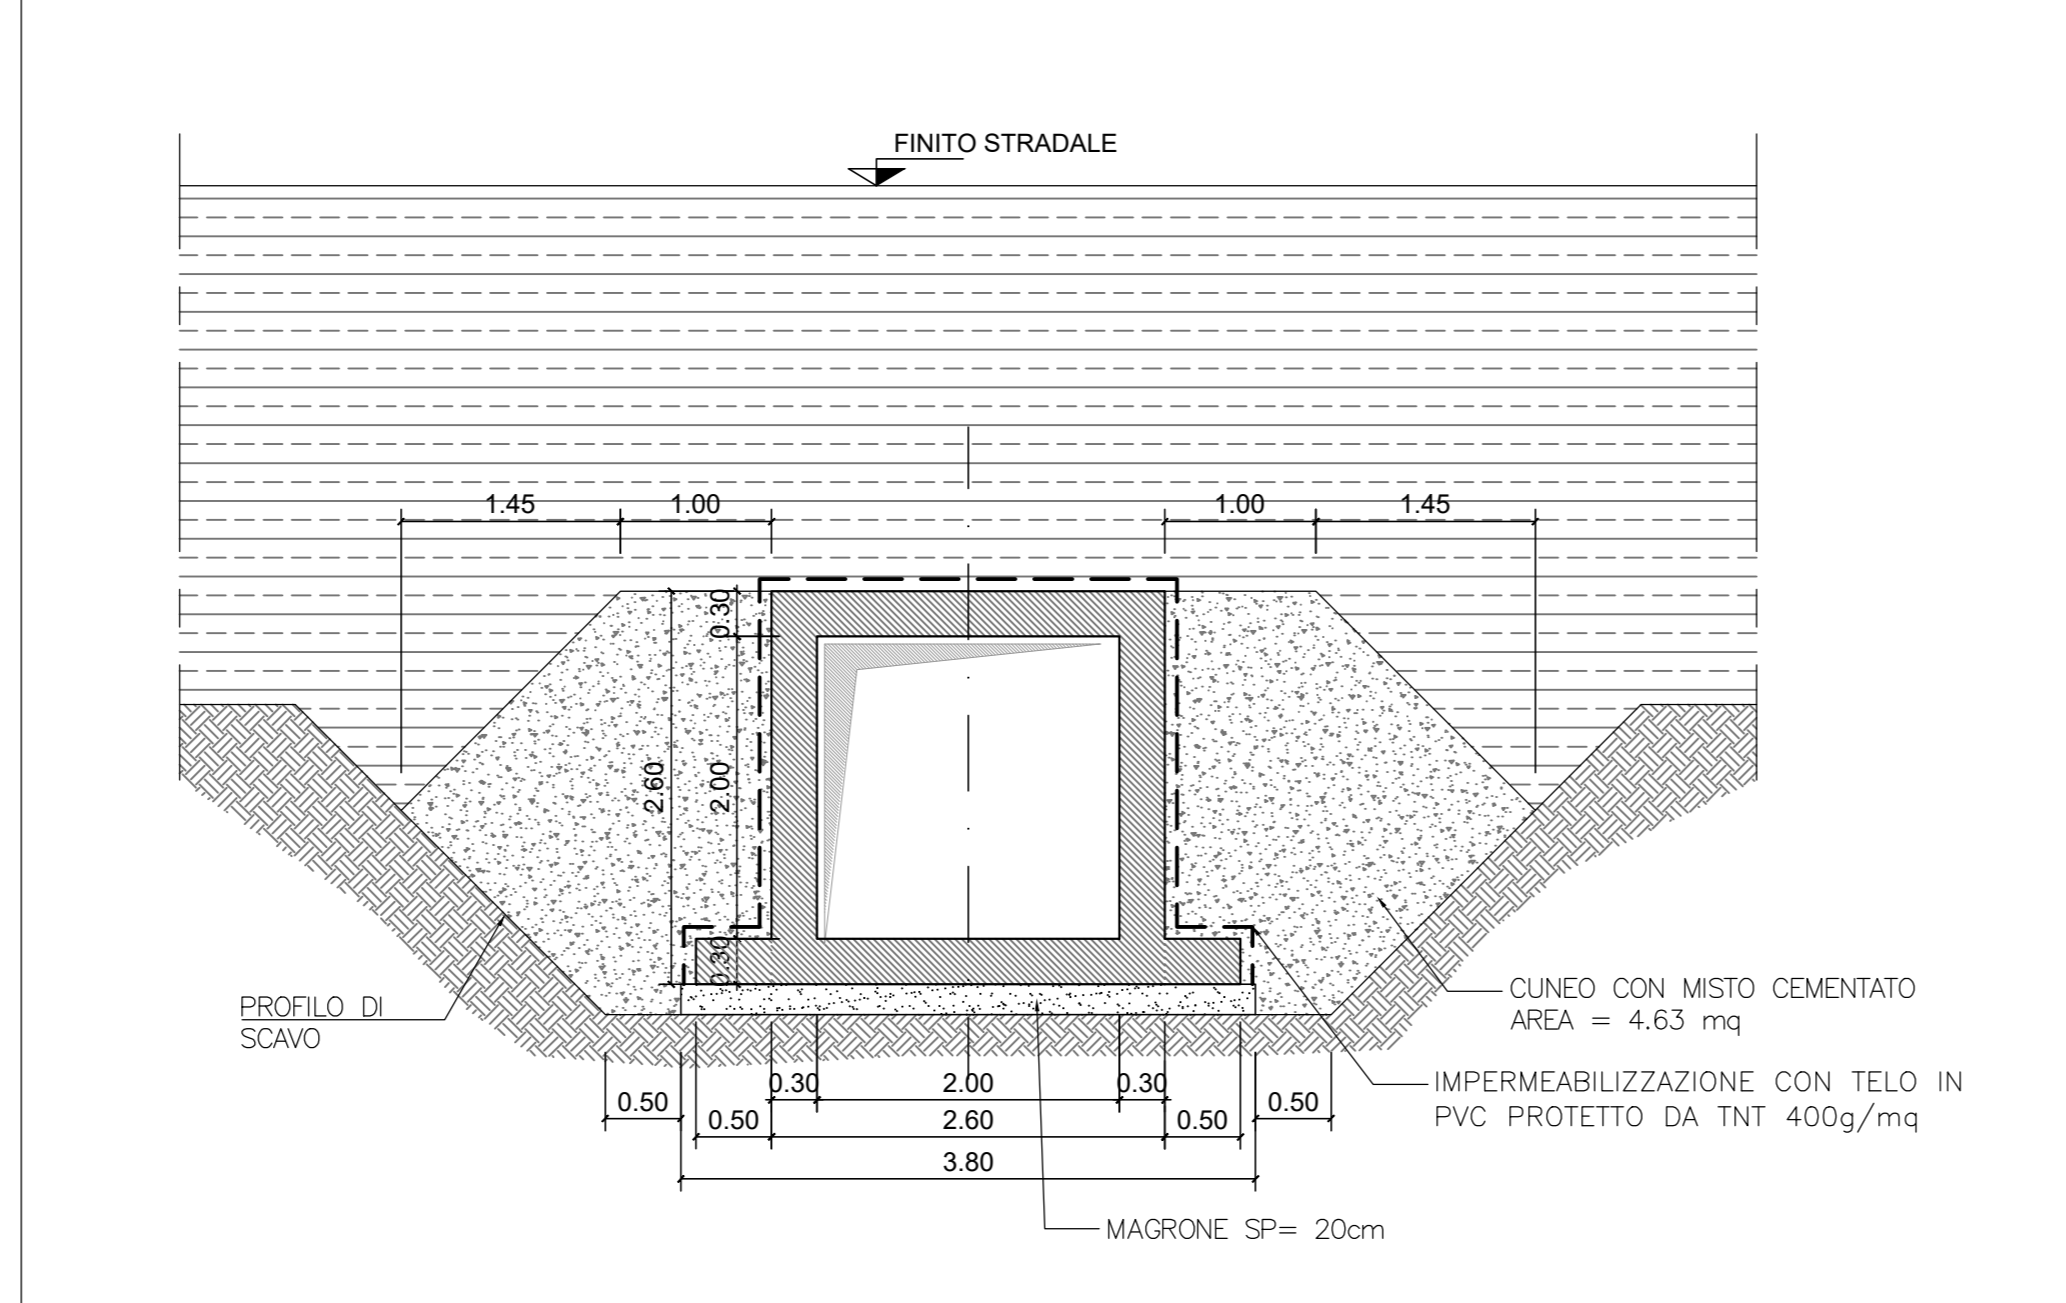 FINITO STRADALE
1.45
1.00
1.00
1.45
0.30
2.60
2.00
0.30
PROFILO DI
SCAVO
CUNEO CON MISTO CEMENTATO
AREA = 4.63 mq
IMPERMEABILIZZAZIONE CON TELO IN
PVC PROTETTO DA TNT 400g/mq
0.30
2.00
0.30
0.50
0.50
0.50
2.60
0.50
3.80
MAGRONE SP= 20cm